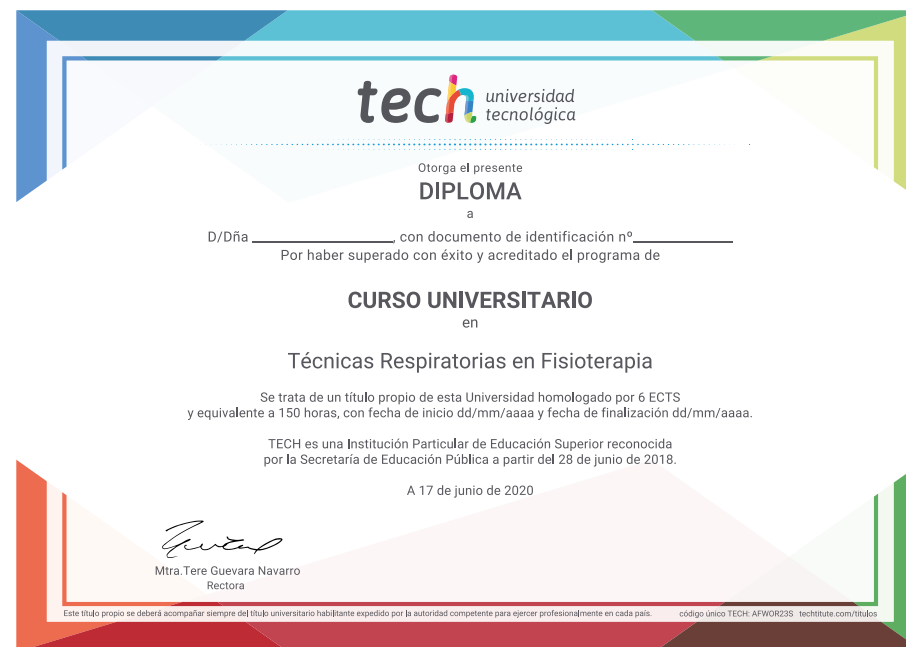 tech universidad
tecnológica
Otorga el presente
DIPLOMA
a
D/Dña ____________________, con documento de identificación nº______________
Por haber superado con éxito y acreditado el programa de
CURSO UNIVERSITARIO
en
Técnicas Respiratorias en Fisioterapia
Se trata de un título propio de esta Universidad homologado por 6 ECTS
y equivalente a 150 horas, con fecha de inicio dd/mm/aaaa y fecha de finalización dd/mm/aaaa.
TECH es una Institución Particular de Educación Superior reconocida
por la Secretaría de Educación Pública a partir del 28 de junio de 2018.
A 17 de junio de 2020
Mtra.Tere Guevara Navarro
Rectora
Este título propio se deberá acompañar siempre del título universitario habilitante expedido por la autoridad competente para ejercer profesionalmente en cada país. código único TECH: AFWOR23S techtitute.com/titulos